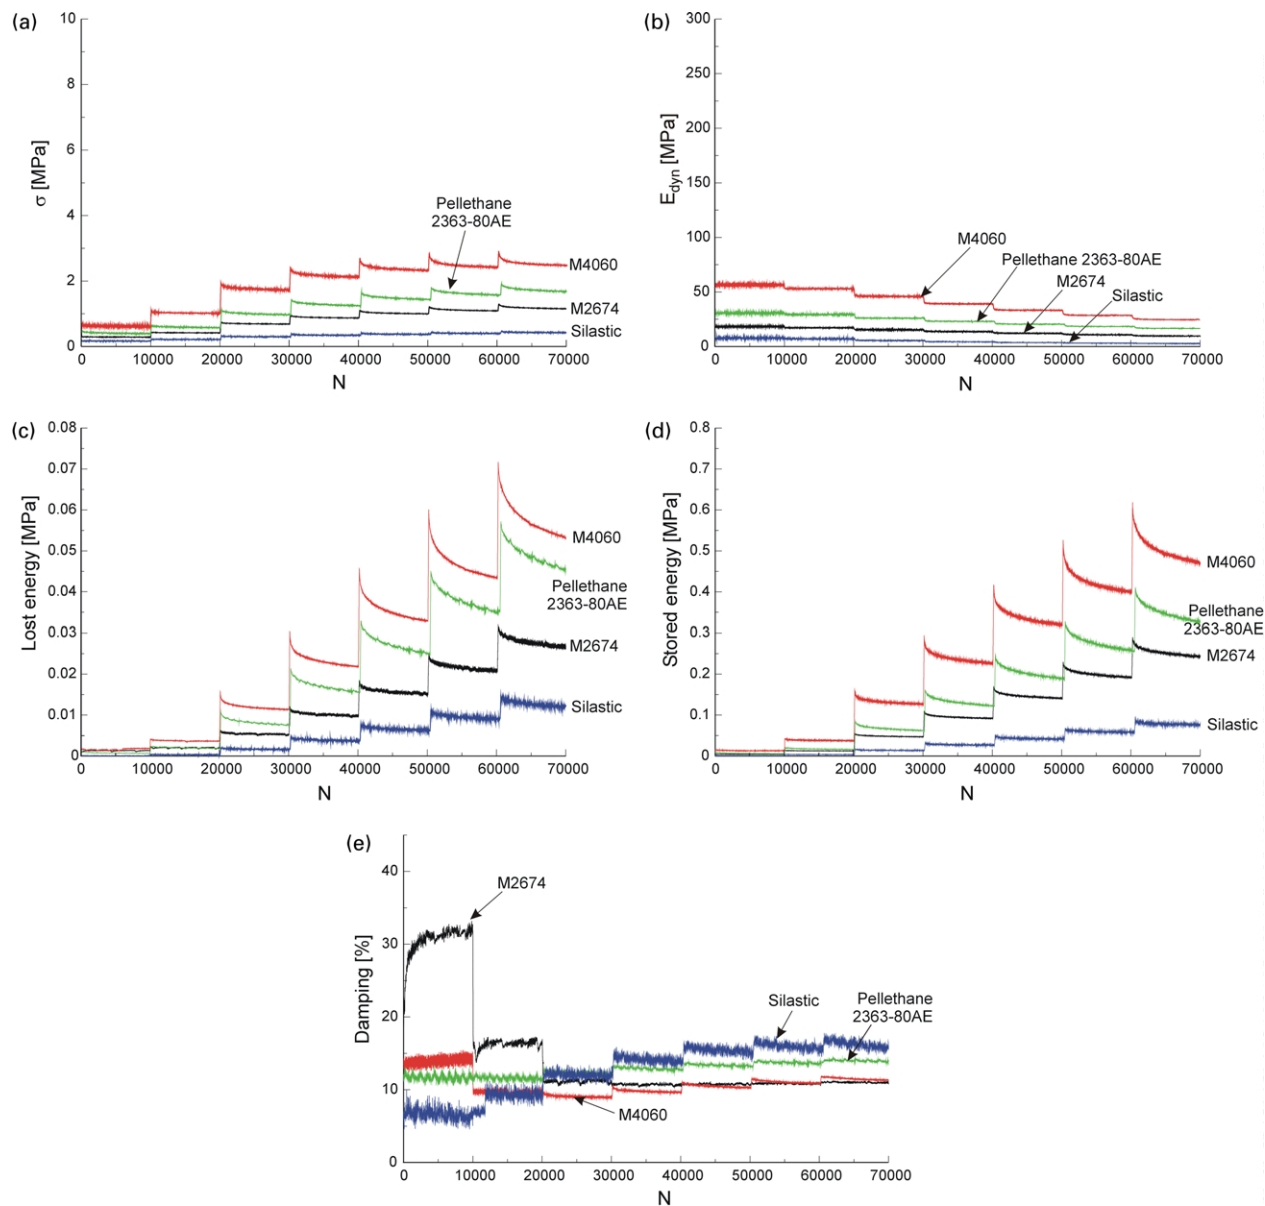 (a)
10
8
6
4
2
0
σ [MPa]
Pellethane
2363-80AE
M4060
M2674
Silastic
0 10000 20000 30000 40000 50000 60000 70000
N
(b)
300
250
200
150
100
50
0
Edyn [MPa]
M4060
Pellethane 2363-80AE
M2674
Silastic
0 10000 20000 30000 40000 50000 60000 70000
N
(c)
0.08
0.07
0.06
0.05
0.04
0.03
0.02
0.01
0
Lost energy [MPa]
M4060
Pellethane
2363-80AE
M2674
Silastic
0 10000 20000 30000 40000 50000 60000 70000
N
(d)
0.8
0.7
0.6
0.5
0.4
0.3
0.2
0.1
0
Stored energy [MPa]
M4060
Pellethane
2363-80AE
M2674
Silastic
0 10000 20000 30000 40000 50000 60000 70000
N
(e)
40
30
20
10
0
Damping [%]
M2674
Silastic
Pellethane
2363-80AE
M4060
0 10000 20000 30000 40000 50000 60000 70000
N